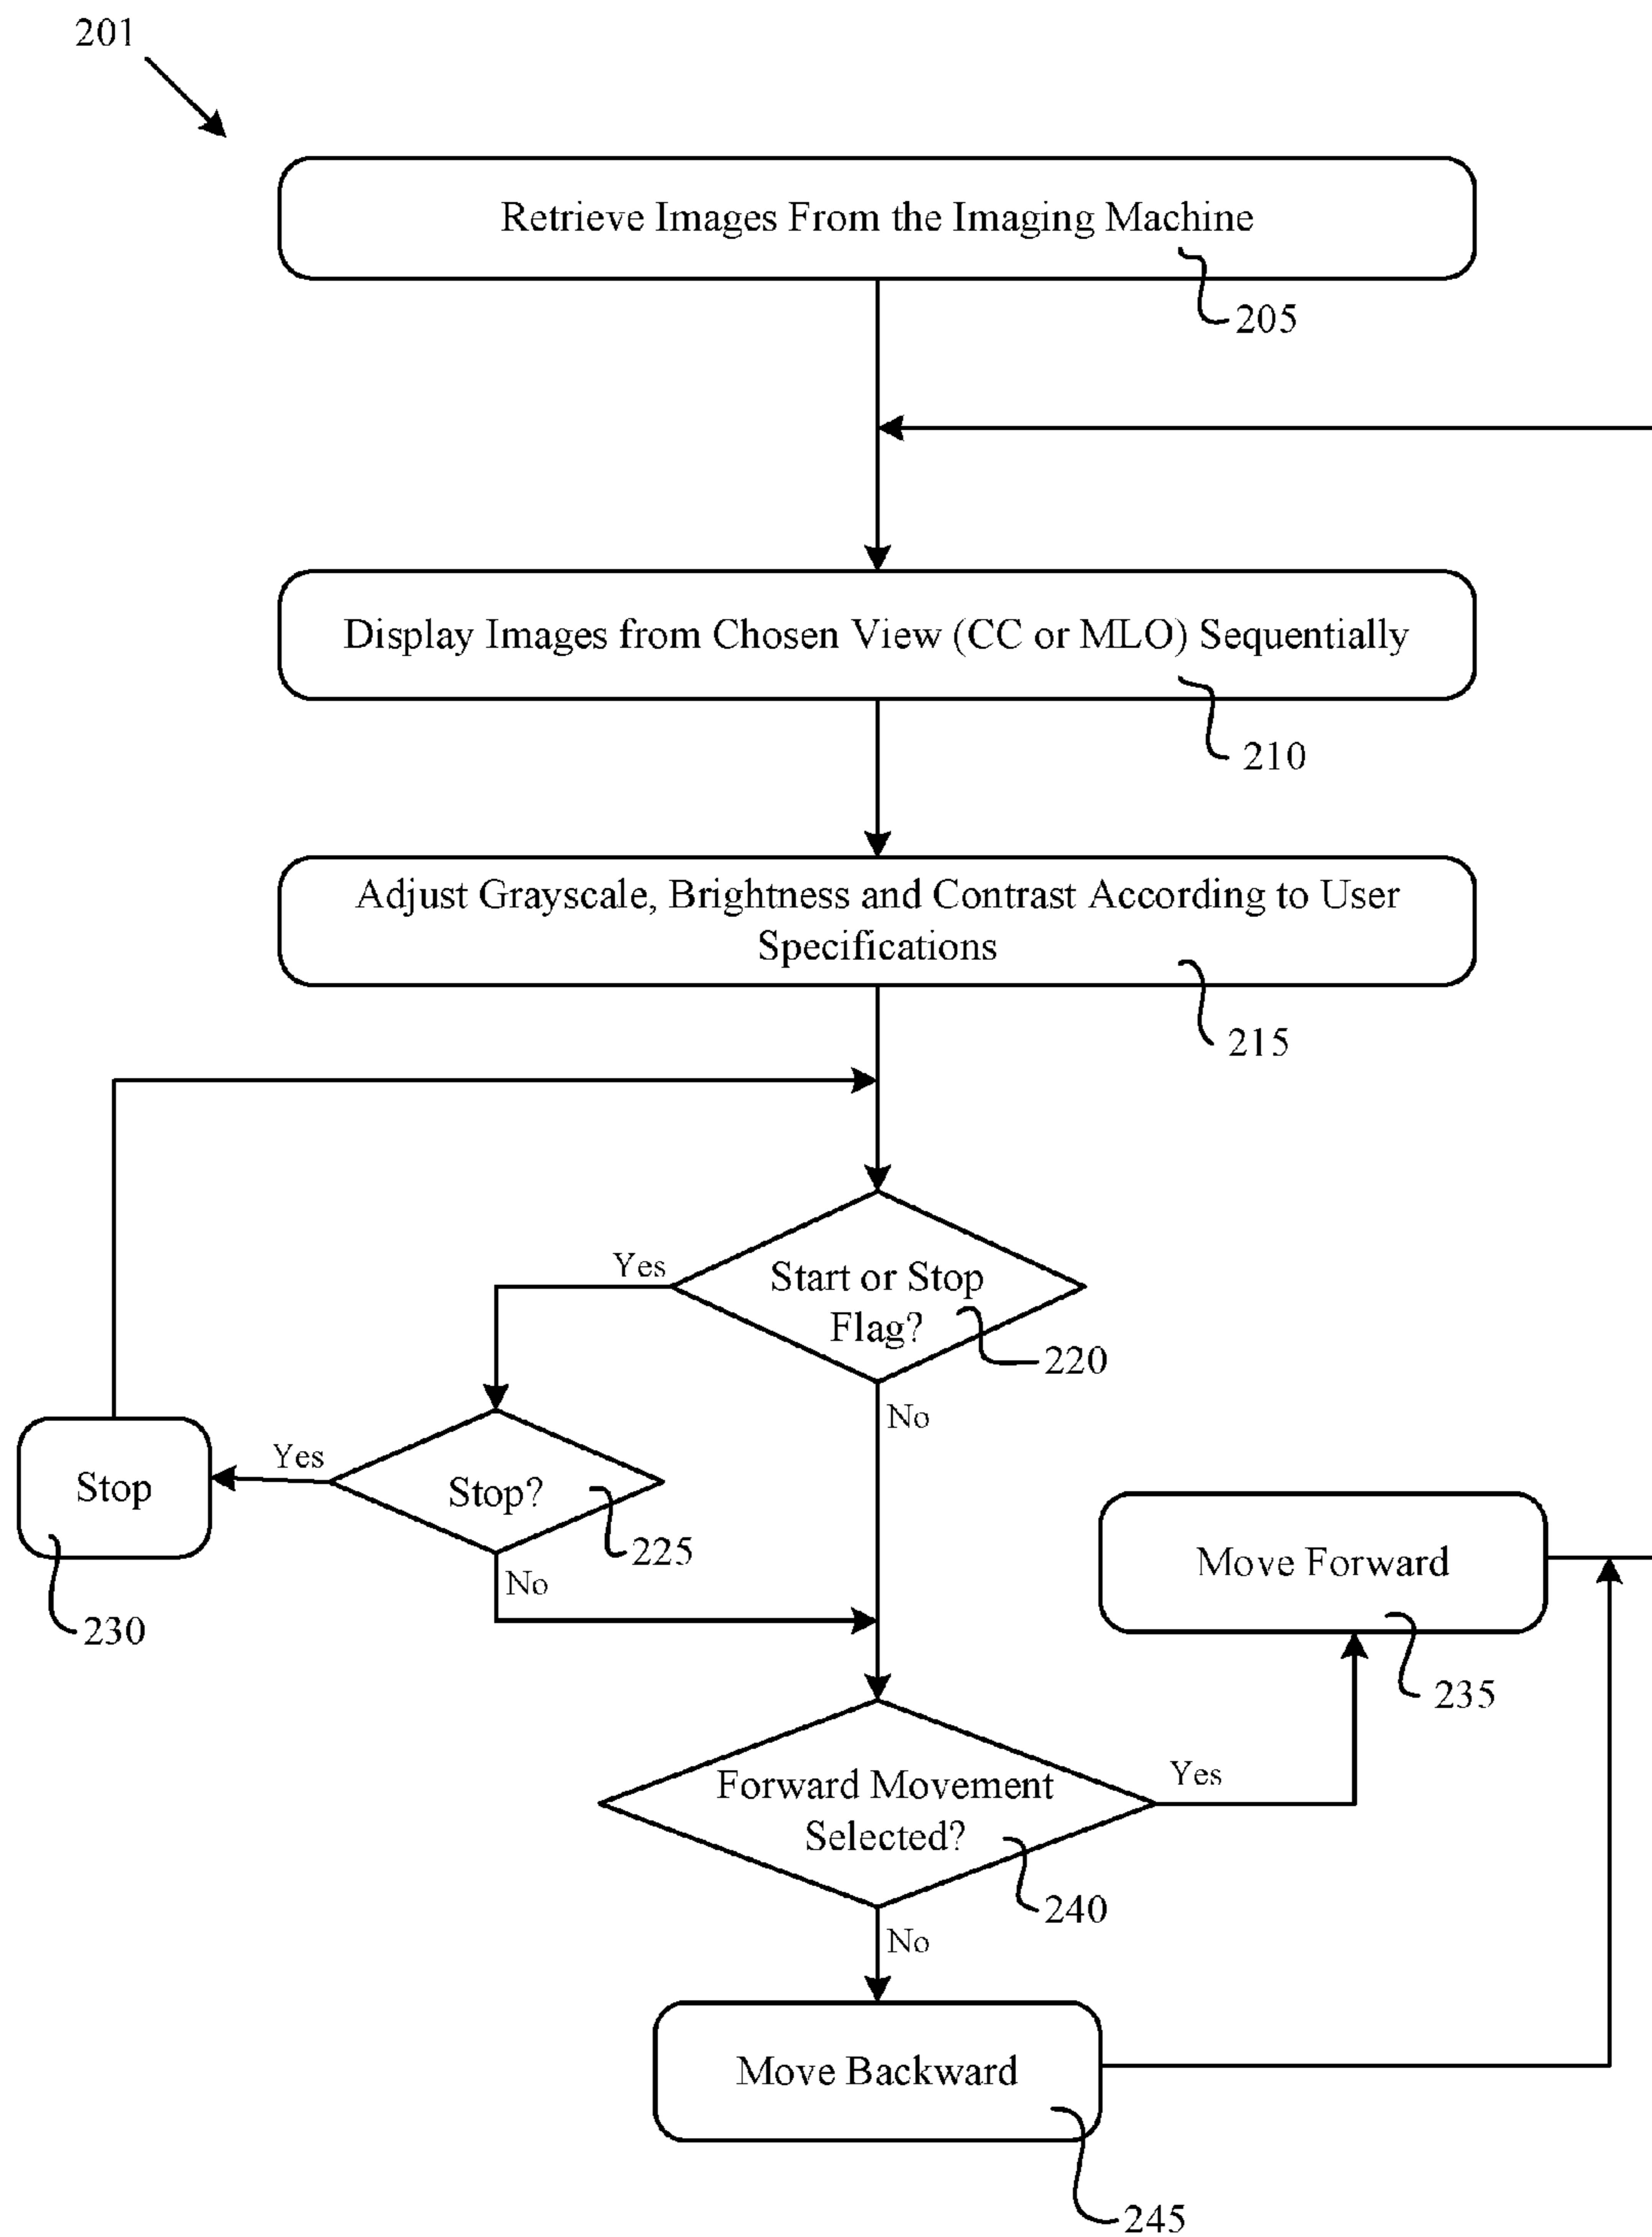 201
Retrieve Images From the Imaging Machine
205
Display Images from Chosen View (CC or MLO) Sequentially
210
Adjust Grayscale, Brightness and Contrast According to User
Specifications
215
Start or Stop
Flag?
220
Yes
No
Stop?
225
Yes
No
Stop
230
Move Forward
235
Forward Movement
Selected?
240
Yes
No
Move Backward
245